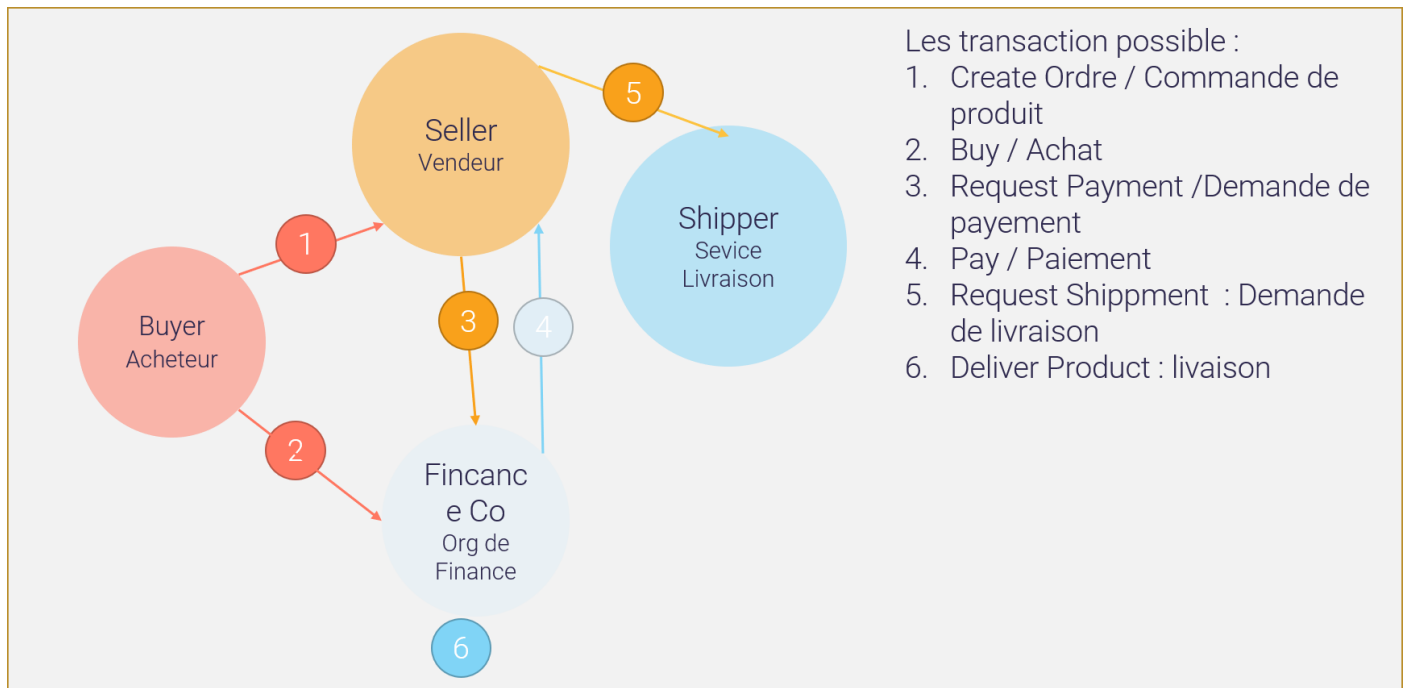 Seller
Vendeur
5
Shipper
Sevice
Livraison
1
Buyer
Acheteur
3
4
2
Fincanc
e Co
Org de
Finance
6
Les transaction possible :
1. Create Ordre / Commande de
produit
2. Buy / Achat
3. Request Payment /Demande de
payement
4. Pay / Paiement
5. Request Shippment : Demande
de livraison
6. Deliver Product : livaison